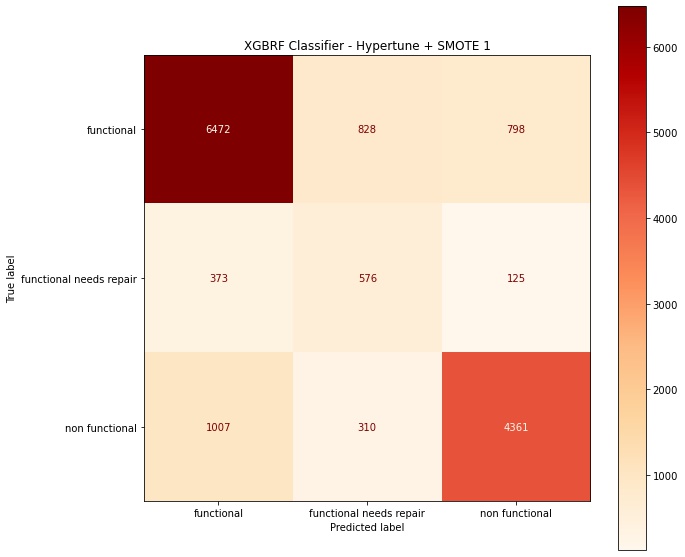 XGBRF Classifier - Hypertune + SMOTE 1
True label
functional
6472 828 798
functional needs repair
373 576 125
non functional
1007 310 4361
functional functional needs repair non functional
Predicted label
6000
5000
4000
3000
2000
1000